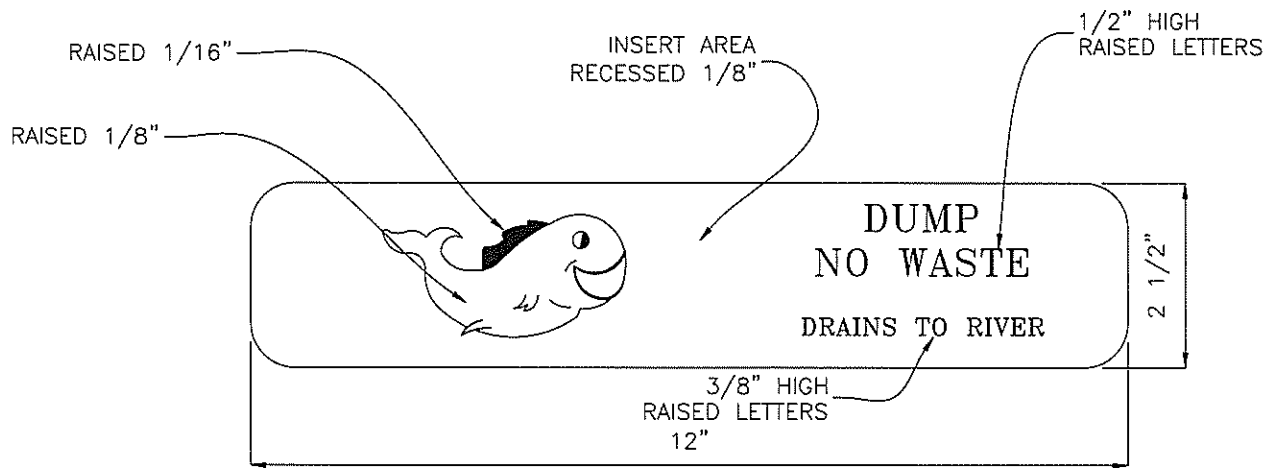 RAISED 1/16"
RAISED 1/8"
INSERT AREA
RECESSED 1/8"
1/2" HIGH
RAISED LETTERS
DUMP
NO WASTE
DRAINS TO RIVER
2 1/2"
3/8" HIGH
RAISED LETTERS
12"